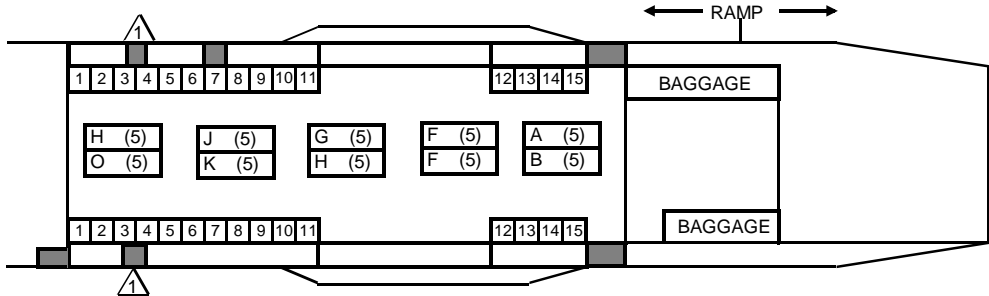 RAMP
1
1 2 3 4 5 6 7 8 9 10 11 12 13 14 15
BAGGAGE
H (5) J (5) G (5) F (5) A (5)
O (5) K (5) H (5) F (5) B (5)
1 2 3 4 5 6 7 8 9 10 11 12 13 14 15
BAGGAGE
1